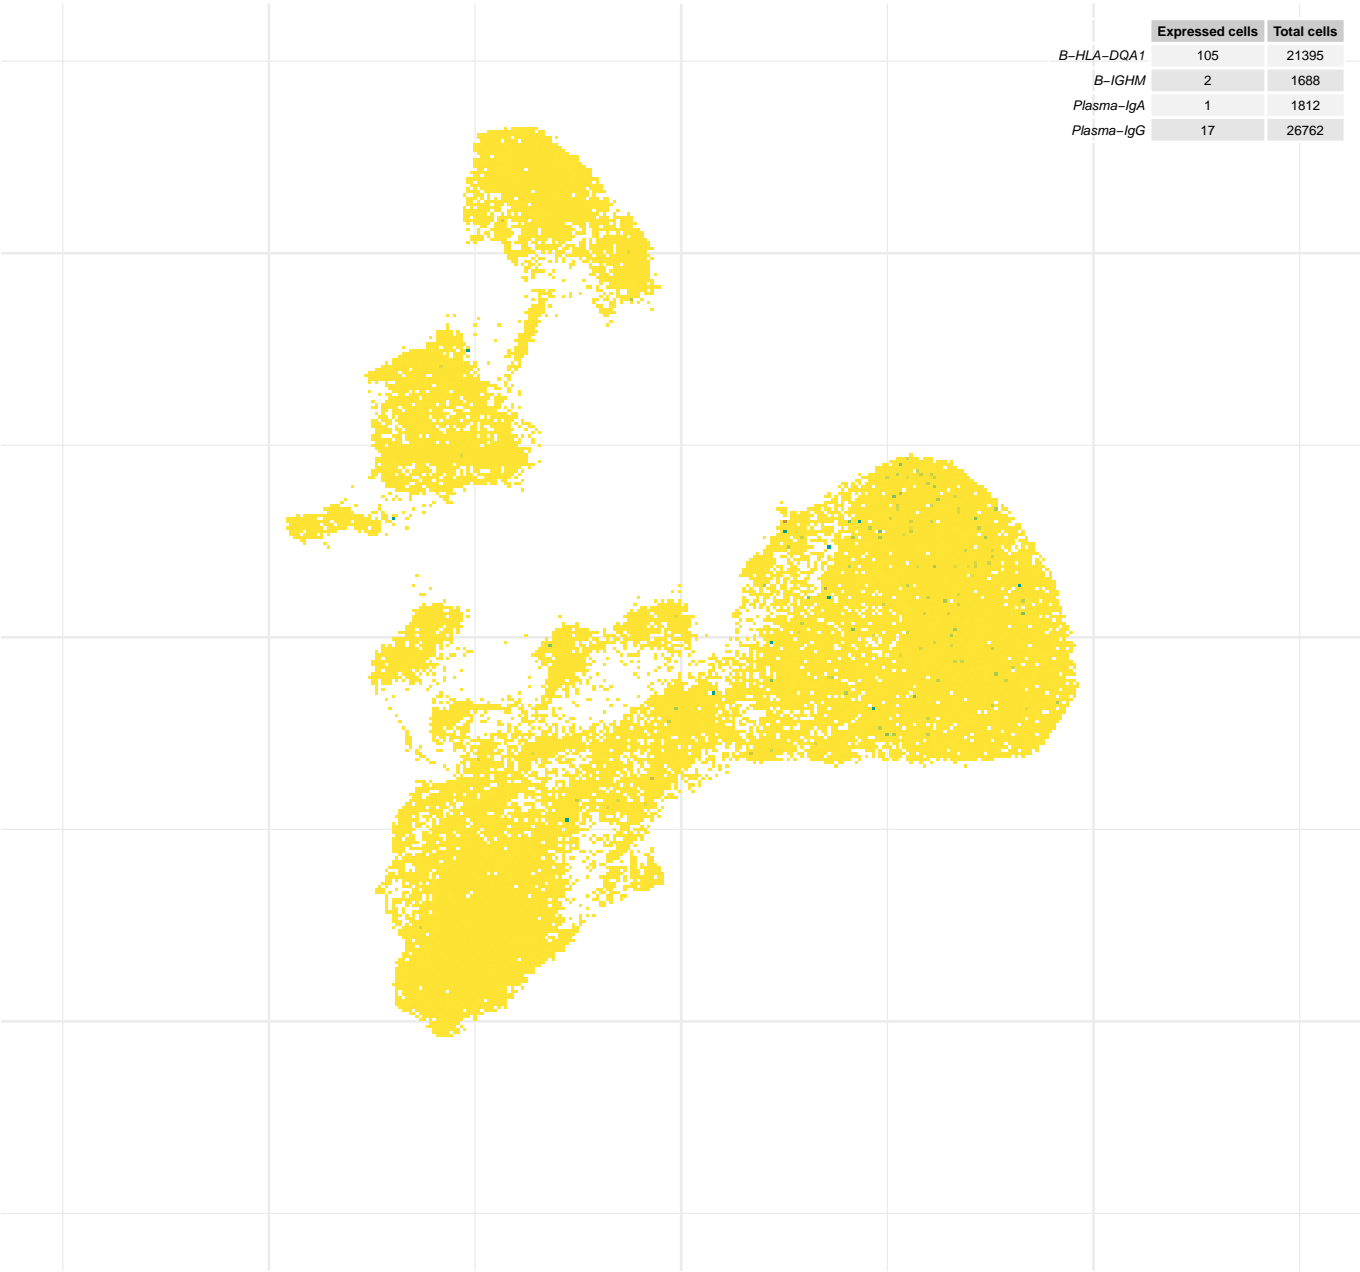 Expressed cells Total cells
B−HLA−DQA1 105 21395
B−IGHM 2 1688
Plasma−IgA 1 1812
Plasma−IgG 17 26762